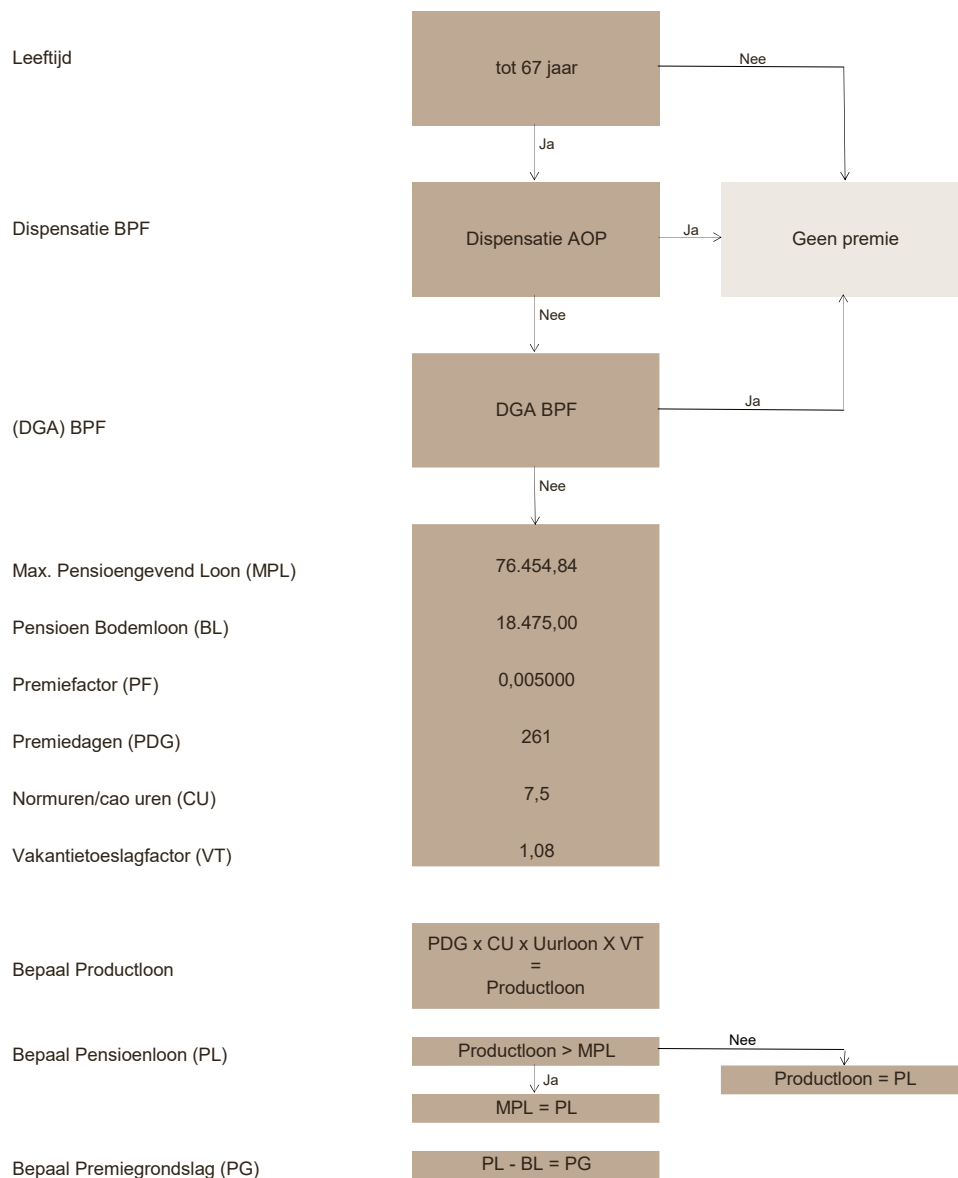 Leeftijd
tot 67 jaar
Nee
Ja
Dispensatie BPF
Dispensatie AOP
Ja
Geen premie
Nee
(DGA) BPF
DGA BPF
Ja
Nee
Max. Pensioengevend Loon (MPL)
76.454,84
Pensioen Bodemloon (BL)
18.475,00
Premiefactor (PF)
0,005000
Premiedagen (PDG)
261
Normuren/cao uren (CU)
7,5
Vakantietoeslagfactor (VT)
1,08
Bepaal Productloon
PDG x CU x Uurloon X VT
=
Productloon
Bepaal Pensioenloon (PL)
Productloon > MPL
Nee
Productloon = PL
Ja
MPL = PL
Bepaal Premiegrondslag (PG)
PL - BL = PG